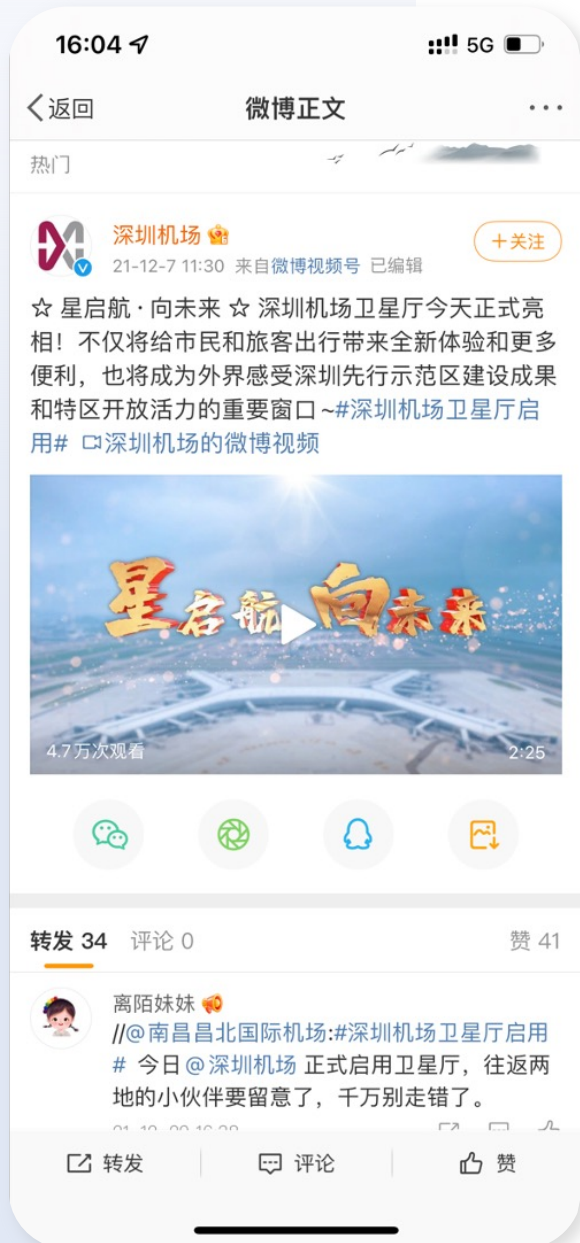 16:04 5G
返回 微博正文 ...
热门
深圳机场
+关注
21-12-7 11:30 来自微博视频号 已编辑
☆ 星启航·向未来 ☆ 深圳机场卫星厅今天正式亮
相！不仅将给市民和旅客出行带来全新体验和更多
便利，也将成为外界感受深圳先行示范区建设成果
和特区开放活力的重要窗口~#深圳机场卫星厅启
用# 深圳机场的微博视频
星启航 向未来
4.7万次观看 2:25
转发 34 评论 0 赞 41
离陌妹妹
//@南昌昌北国际机场:#深圳机场卫星厅启用
# 今日@深圳机场 正式启用卫星厅，往返两
地的小伙伴要留意了，千万别走错了。
转发 评论 赞